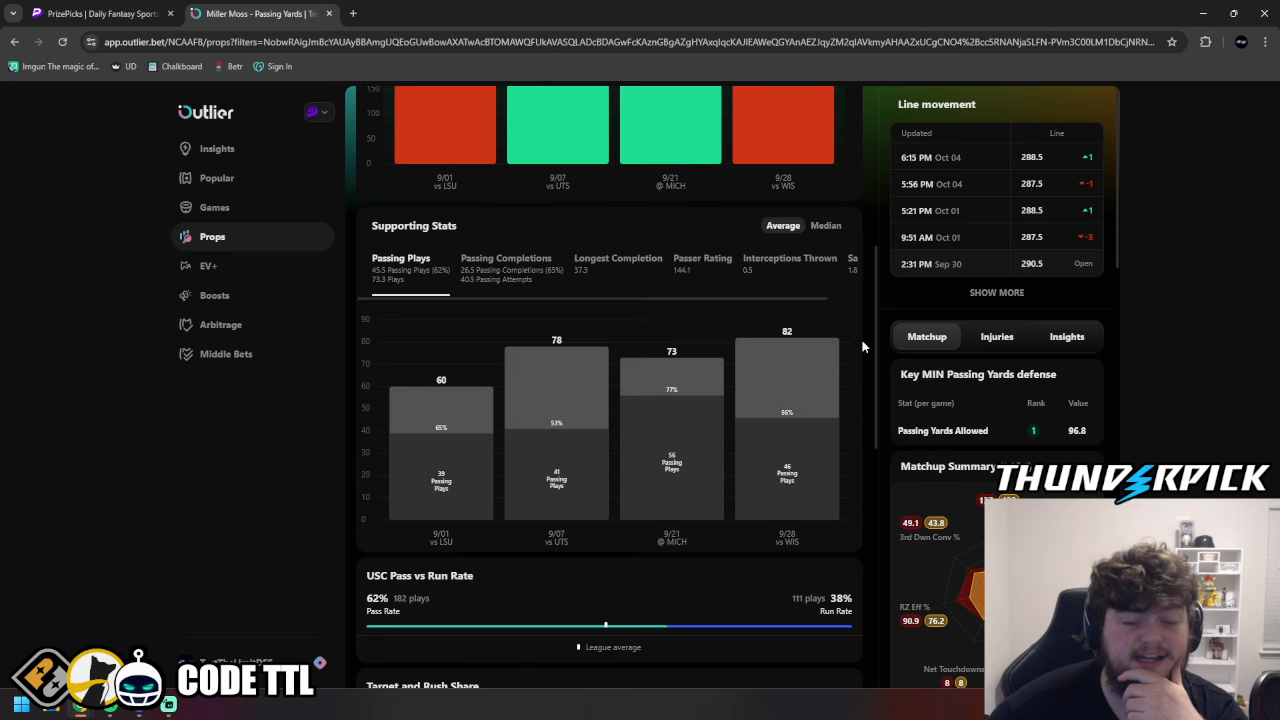 PrizePicks | Daily Fantasy Sport
Miller Moss - Passing Yards | Tr
app.outlier.bet/NCAAFB/props?filters=
Imgur: The magic of...
UD
Chalkboard
Betr
Sign In
Outlier
Insights
Popular
Games
Props
EV+
Boosts
Arbitrage
Middle Bets
150
100
50
0
9/01 9/07 9/21 9/28
vs LSU vs UTS @ MICH vs WIS
Supporting Stats
Average Median
Passing Plays Passing Completions Longest Completion Passer Rating Interceptions Thrown Sa
45.5 Passing Plays (62%) 26.5 Passing Completions (65%) 37.3 144.1 0.5 1.8
73.3 Plays 40.5 Passing Attempts
90
80
70
60
50
40
30
20
10
0
60
65%
39
Passing
Plays
78
53%
41
Passing
Plays
73
77%
56
Passing
Plays
82
56%
46
Passing
Plays
9/01 9/07 9/21 9/28
vs LSU vs UTS @ MICH vs WIS
USC Pass vs Run Rate
62% 182 plays 111 plays 38%
Pass Rate Run Rate
League average
Target and Rush Share
Line movement
Updated Line
6:15 PM Oct 04 288.5 1
5:56 PM Oct 04 287.5 -1
5:21 PM Oct 01 288.5 1
9:51 AM Oct 01 287.5 -3
2:31 PM Sep 30 290.5 Open
SHOW MORE
Matchup Injuries Insights
Key MIN Passing Yards defense
Stat (per game) Rank Value
Passing Yards Allowed 1 96.8
Matchup Summary
49.1 43.8
3rd Dwn Conv %
RZ Eff %
90.9 76.2
Net Touchdowns
8 8
THUNDERPICK
CODE TTL